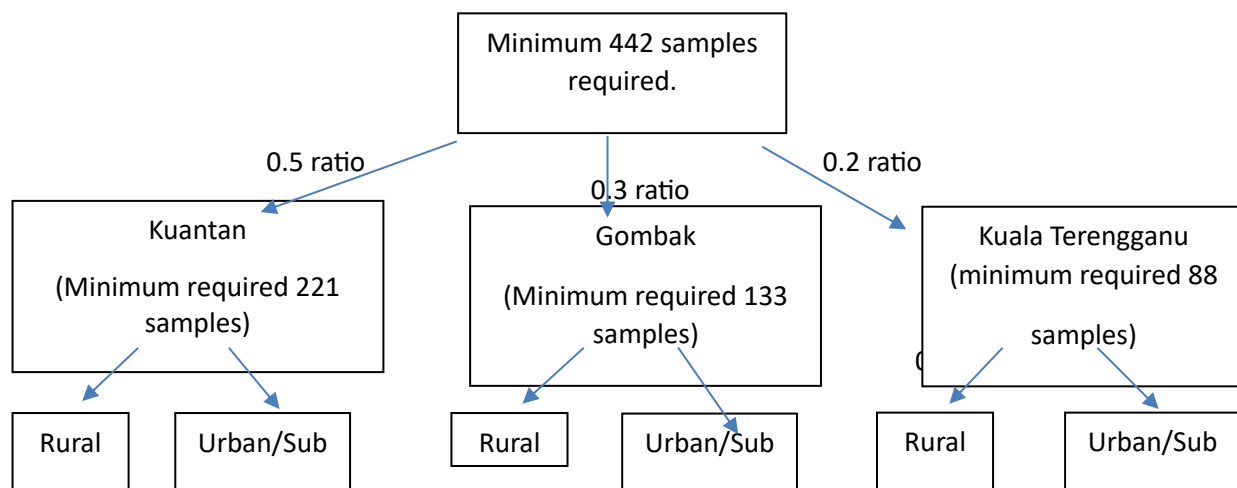 Minimum 442 samples
required.
0.5 ratio
0.3 ratio
0.2 ratio
Kuantan
(Minimum required 221
samples)
Gombak
(Minimum required 133
samples)
Kuala Terengganu
(minimum required 88
samples)
Rural
Urban/Sub
Rural
Urban/Sub
Rural
Urban/Sub